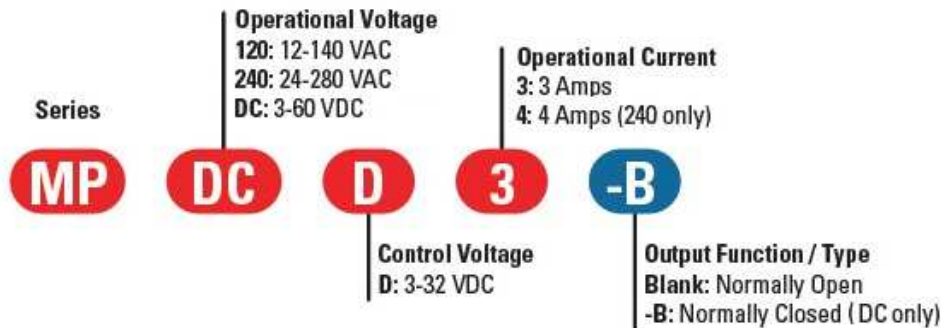 Operational Voltage
120: 12-140 VAC
240: 24-280 VAC
DC: 3-60 VDC
Operational Current
3: 3 Amps
4: 4 Amps (240 only)
Series
MP DC D 3 -B
Control Voltage
D: 3-32 VDC
Output Function / Type
Blank: Normally Open
-B: Normally Closed ( DC only)